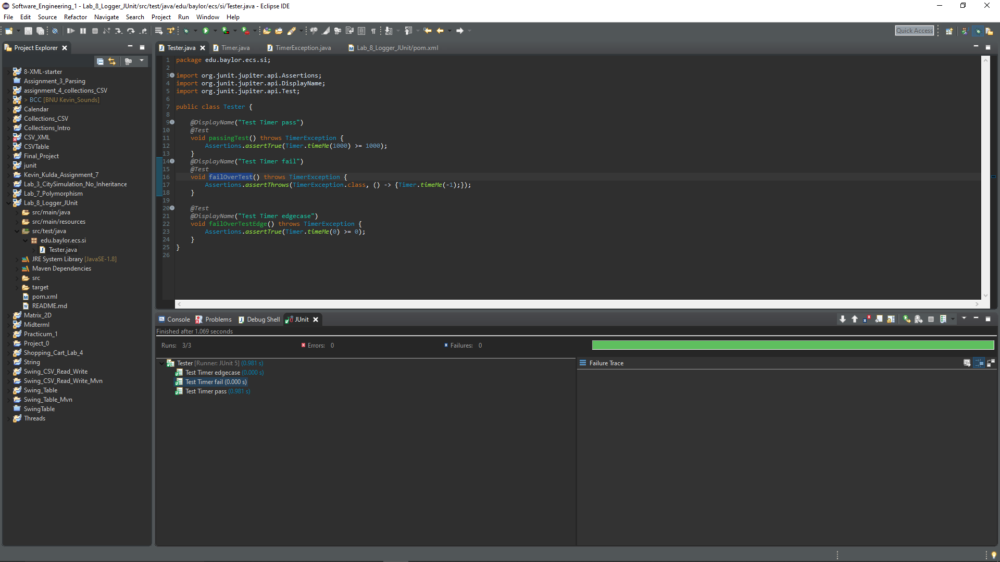 Software_Engineering_1 - Lab_8_Logger_JUnit/src/test/java/edu/baylor/ecs/si/Tester.java - Eclipse IDE
File Edit Source Refactor Navigate Search Project Run Window Help
Quick Access
Project Explorer
8-XML-starter
Assignment_3_Parsing
assignment_4_collections_CSV
> BCC [BNU Kevin_Sounds]
Calendar
Collections_CSV
Collections_Intro
CSV_XML
CSVTable
Final_Project
junit
Kevin_Kulda_Assignment_7
Lab_3_CitySimulation_No_Inheritance
Lab_7_Polymorphism
Lab_8_Logger_JUnit
src/main/java
src/main/resources
src/test/java
edu.baylor.ecs.si
Tester.java
JRE System Library [JavaSE-1.8]
Maven Dependencies
src
target
pom.xml
README.md
Matrix_2D
Midterml
Practicum_1
Project_0
Shopping_Cart_Lab_4
String
Swing_CSV_Read_Write
Swing_CSV_Read_Write_Mvn
Swing_Table
Swing_Table_Mvn
SwingTable
Threads
Tester.java Timer.java TimerException.java Lab_8_Logger_JUnit/pom.xml
1 package edu.baylor.ecs.si;
2
3 import org.junit.jupiter.api.Assertions;
4 import org.junit.jupiter.api.DisplayName;
5 import org.junit.jupiter.api.Test;
6
7 public class Tester {
8
9 @DisplayName("Test Timer pass")
10 @Test
11 void passingTest() throws TimerException {
12 Assertions.assertTrue(Timer.timeMe(1000) >= 1000);
13 }
14 @DisplayName("Test Timer fail")
15 @Test
16 void failOverTest() throws TimerException {
17 Assertions.assertThrows(TimerException.class, () -> {Timer.timeMe(-1);});
18 }
19
20 @Test
21 @DisplayName("Test Timer edgecase")
22 void failOverTestEdge() throws TimerException {
23 Assertions.assertTrue(Timer.timeMe(0) >= 0);
24 }
25 }
26
Console Problems Debug Shell JUnit
Finished after 1.069 seconds
Runs: 3/3 Errors: 0 Failures: 0
Tester [Runner: JUnit 5] (0.981 s)
Test Timer edgecase (0.000 s)
Test Timer fail (0.000 s)
Test Timer pass (0.981 s)
Failure Trace